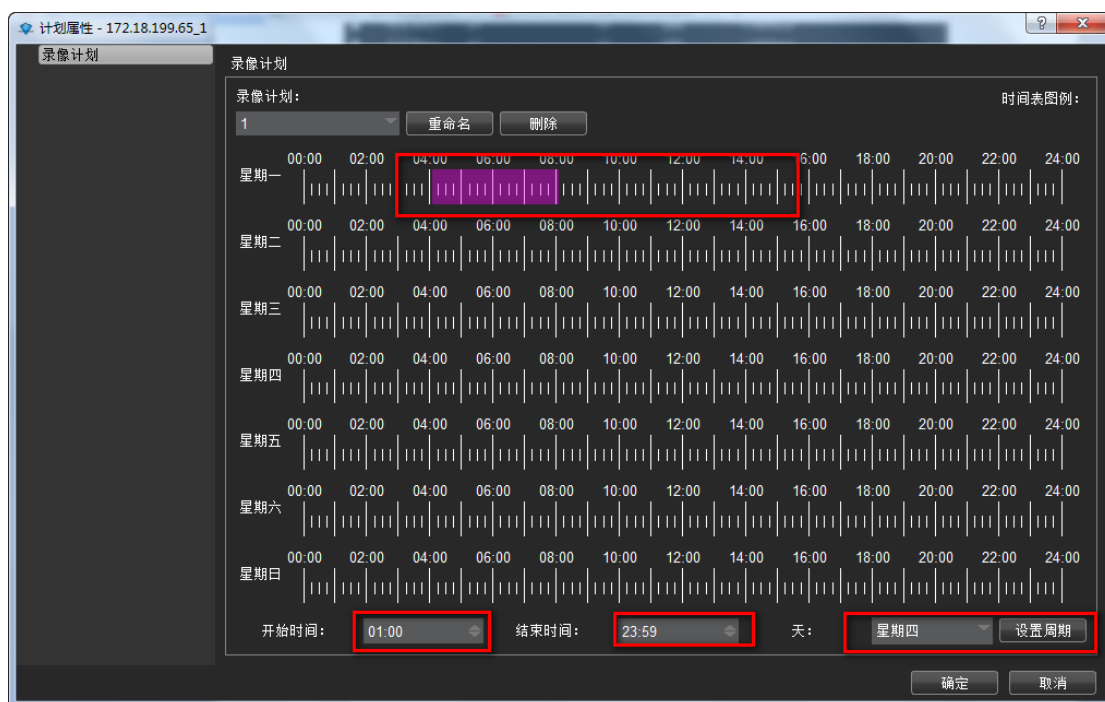 计划属性 - 172.18.199.65_1
录像计划
录像计划
录像计划： 时间表图例：
1 重命名 删除
00:00 02:00 04:00 06:00 08:00 10:00 12:00 14:00 6:00 18:00 20:00 22:00 24:00
星期一
00:00 02:00 04:00 06:00 08:00 10:00 12:00 14:00 16:00 18:00 20:00 22:00 24:00
星期二
00:00 02:00 04:00 06:00 08:00 10:00 12:00 14:00 16:00 18:00 20:00 22:00 24:00
星期三
00:00 02:00 04:00 06:00 08:00 10:00 12:00 14:00 16:00 18:00 20:00 22:00 24:00
星期四
00:00 02:00 04:00 06:00 08:00 10:00 12:00 14:00 16:00 18:00 20:00 22:00 24:00
星期五
00:00 02:00 04:00 06:00 08:00 10:00 12:00 14:00 16:00 18:00 20:00 22:00 24:00
星期六
00:00 02:00 04:00 06:00 08:00 10:00 12:00 14:00 16:00 18:00 20:00 22:00 24:00
星期日
开始时间： 01:00 结束时间： 23:59 天： 星期四 设置周期
确定 取消